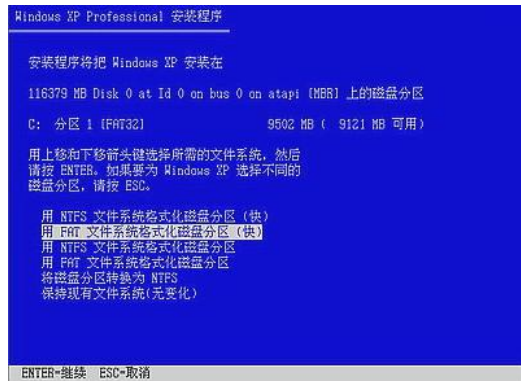 Windows XP Professional 安装程序
安装程序将把 Windows XP 安装在
116379 MB Disk 0 at Id 0 on bus 0 on atapi [MBR] 上的磁盘分区
C: 分区 1 [FAT32] 9502 MB ( 9121 MB 可用)
用上移和下移箭头键选择所需的文件系统，然后
请按 ENTER。如果要为 Windows XP 选择不同的
磁盘分区，请按 ESC。
用 NTFS 文件系统格式化磁盘分区(快)
用 FAT 文件系统格式化磁盘分区(快)
用 NTFS 文件系统格式化磁盘分区
用 FAT 文件系统格式化磁盘分区
将磁盘分区转换为 NTFS
保持现有文件系统(无变化)
ENTER=继续 ESC=取消